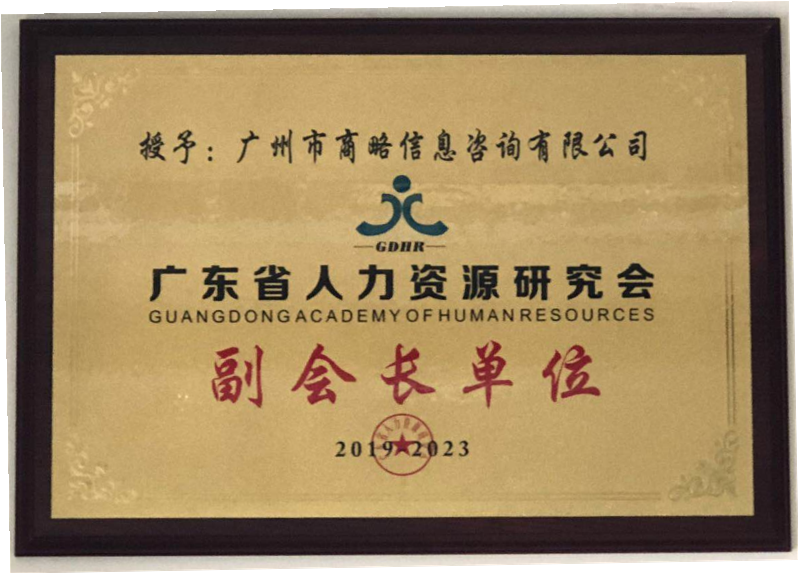 授予：广州市商略信息咨询有限公司
GDHR
广东省人力资源研究会
GUANGDONG ACADEMY OF HUMAN RESOURCES
副会长单位
2019-2023